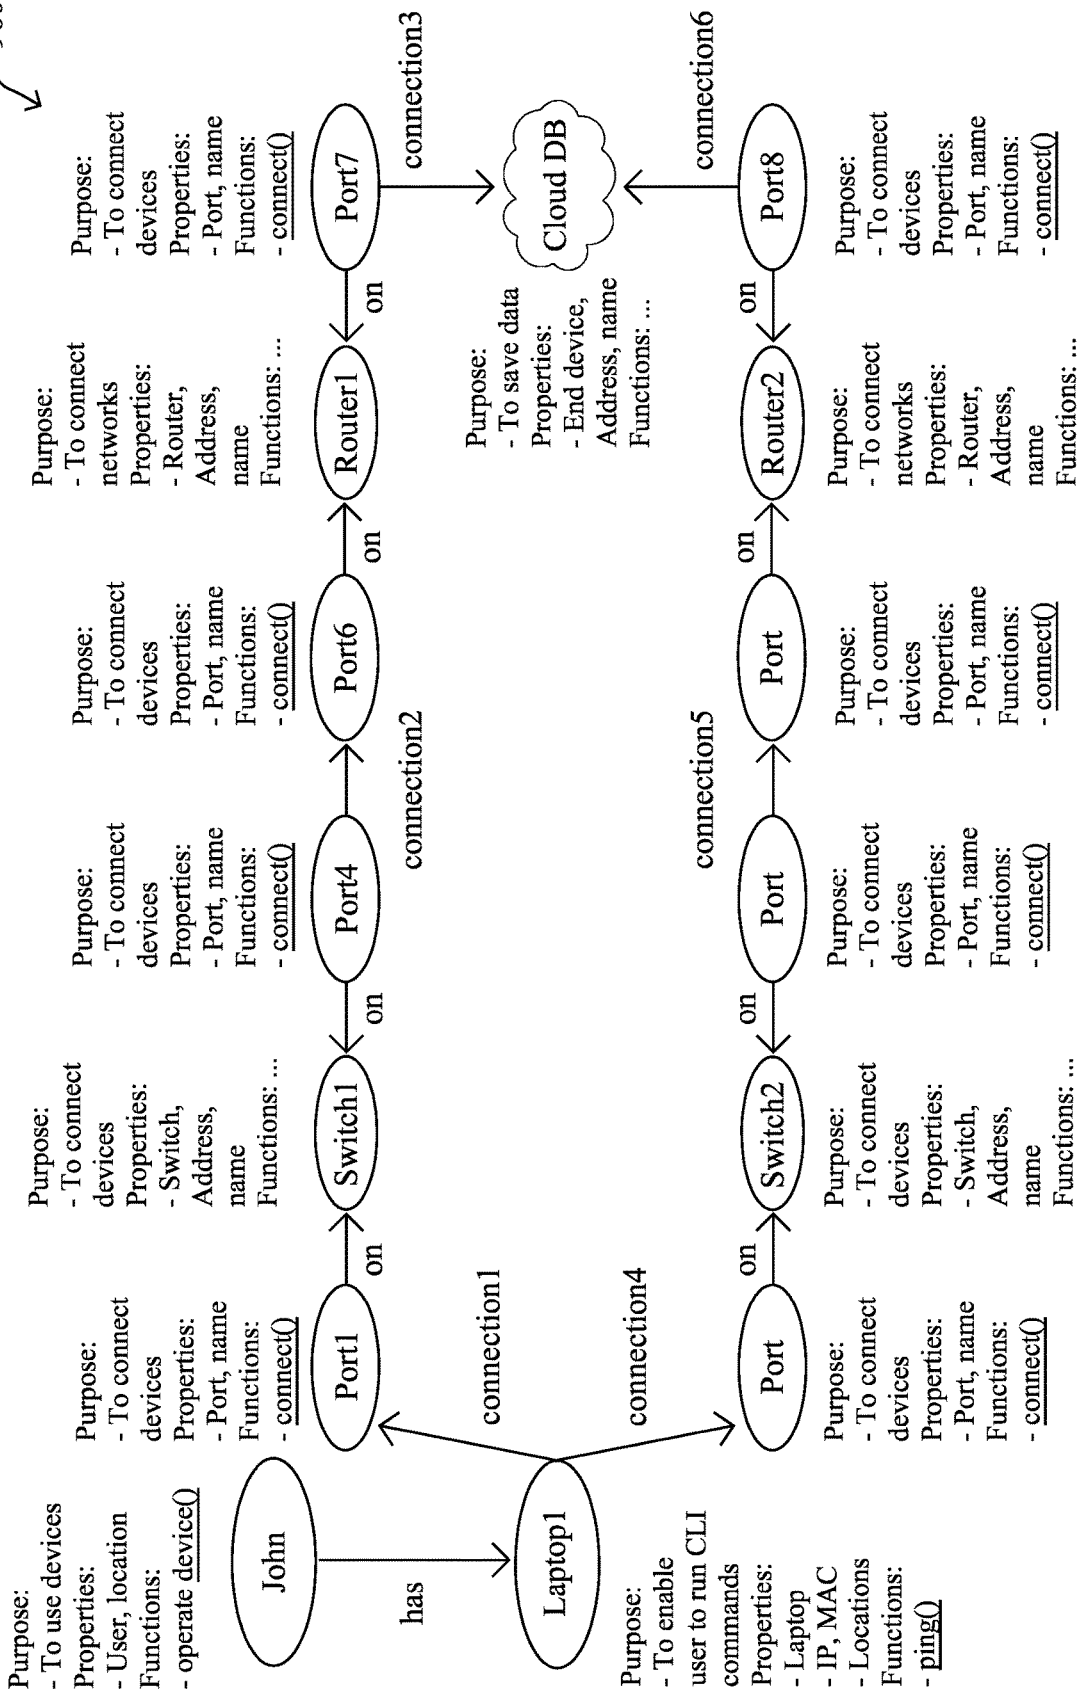 Purpose:
- To use devices
Properties:
- User, location
Functions:
- operate device()
John
has
Laptop1
Purpose:
- To enable
user to run CLI
commands
Properties:
- Laptop
- IP, MAC
- Locations
Functions:
- ping()
Purpose:
- To connect
devices
Properties:
- Port, name
Functions:
- connect()
Port1
on
connection1
Purpose:
- To connect
devices
Properties:
- Switch,
Address,
name
Functions: ...
Switch1
on
Purpose:
- To connect
devices
Properties:
- Port, name
Functions:
- connect()
Port4
connection2
Purpose:
- To connect
devices
Properties:
- Port, name
Functions:
- connect()
Port6
on
Purpose:
- To connect
networks
Properties:
- Router,
Address,
name
Functions: ...
Router1
on
Purpose:
- To connect
devices
Properties:
- Port, name
Functions:
- connect()
Port7
connection3
Purpose:
- To save data
Properties:
- End device,
Address, name
Functions: ...
Cloud DB
connection4
Port
on
Purpose:
- To connect
devices
Properties:
- Port, name
Functions:
- connect()
Switch2
on
Purpose:
- To connect
devices
Properties:
- Switch,
Address,
name
Functions: ...
Port
connection5
Purpose:
- To connect
devices
Properties:
- Port, name
Functions:
- connect()
Port
on
Purpose:
- To connect
devices
Properties:
- Port, name
Functions:
- connect()
Router2
on
Purpose:
- To connect
networks
Properties:
- Router,
Address,
name
Functions: ...
connection6
Port8
Purpose:
- To connect
devices
Properties:
- Port, name
Functions:
- connect()